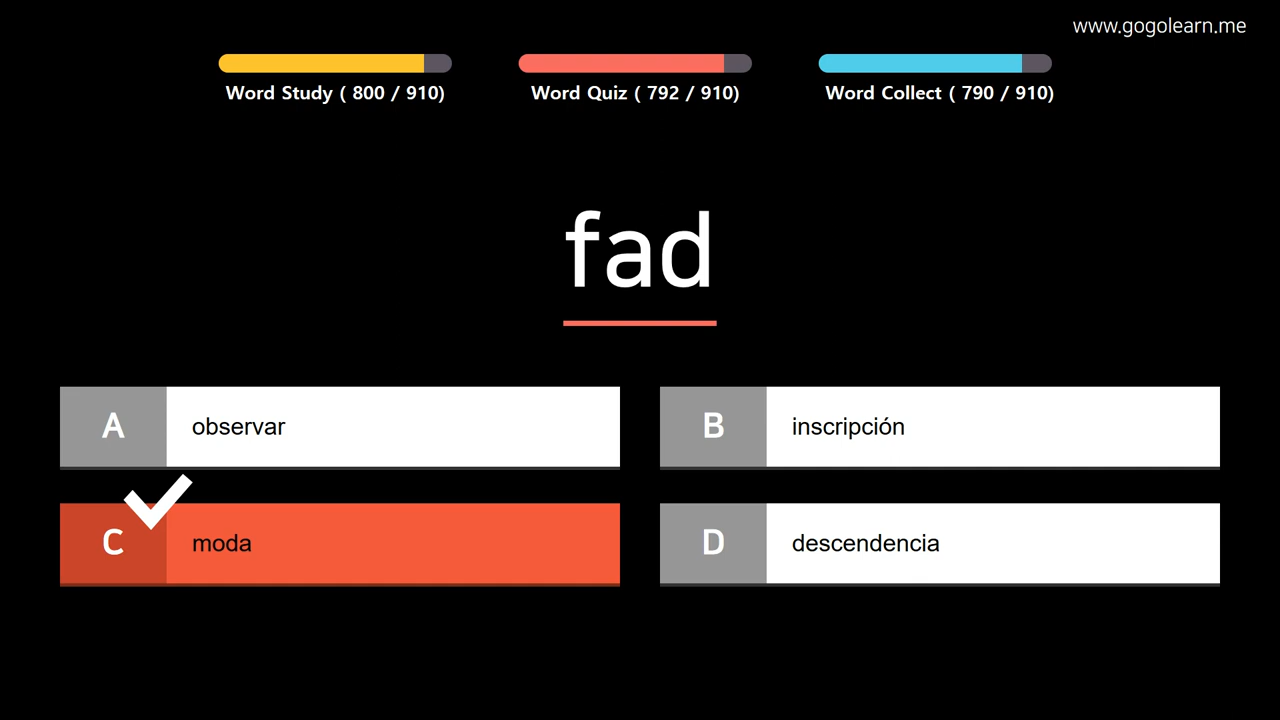 www.gogolearn.me
Word Study ( 800 / 910)
Word Quiz ( 792 / 910)
Word Collect ( 790 / 910)
fad
A
observar
B
inscripción
C
moda
D
descendencia